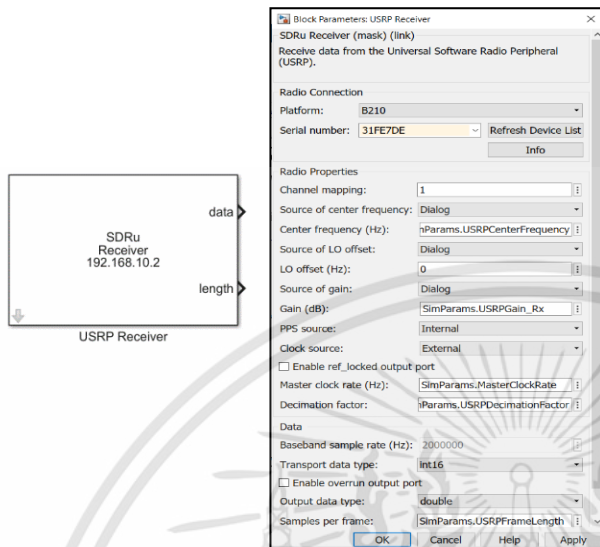 data
SDRu
Receiver
192.168.10.2
length
USRP Receiver
Block Parameters: USRP Receiver
SDRu Receiver (mask) (link)
Receive data from the Universal Software Radio Peripheral
(USRP).
Radio Connection
Platform: B210
Serial number: 31FE7DE Refresh Device List
Info
Radio Properties
Channel mapping: 1
Source of center frequency: Dialog
Center frequency (Hz): nParams.USRPCenterFrequency
Source of LO offset: Dialog
LO offset (Hz): 0
Source of gain: Dialog
Gain (dB): SimParams.USRPGain_Rx
PPS source: Internal
Clock source: External
Enable ref_locked output port
Master clock rate (Hz): SimParams.MasterClockRate
Decimation factor: nParams.USRPDecimationFactor
Data
Baseband sample rate (Hz): 2000000
Transport data type: int16
Enable overrun output port
Output data type: double
Samples per frame: SimParams.USRPFrameLength
OK Cancel Help Apply